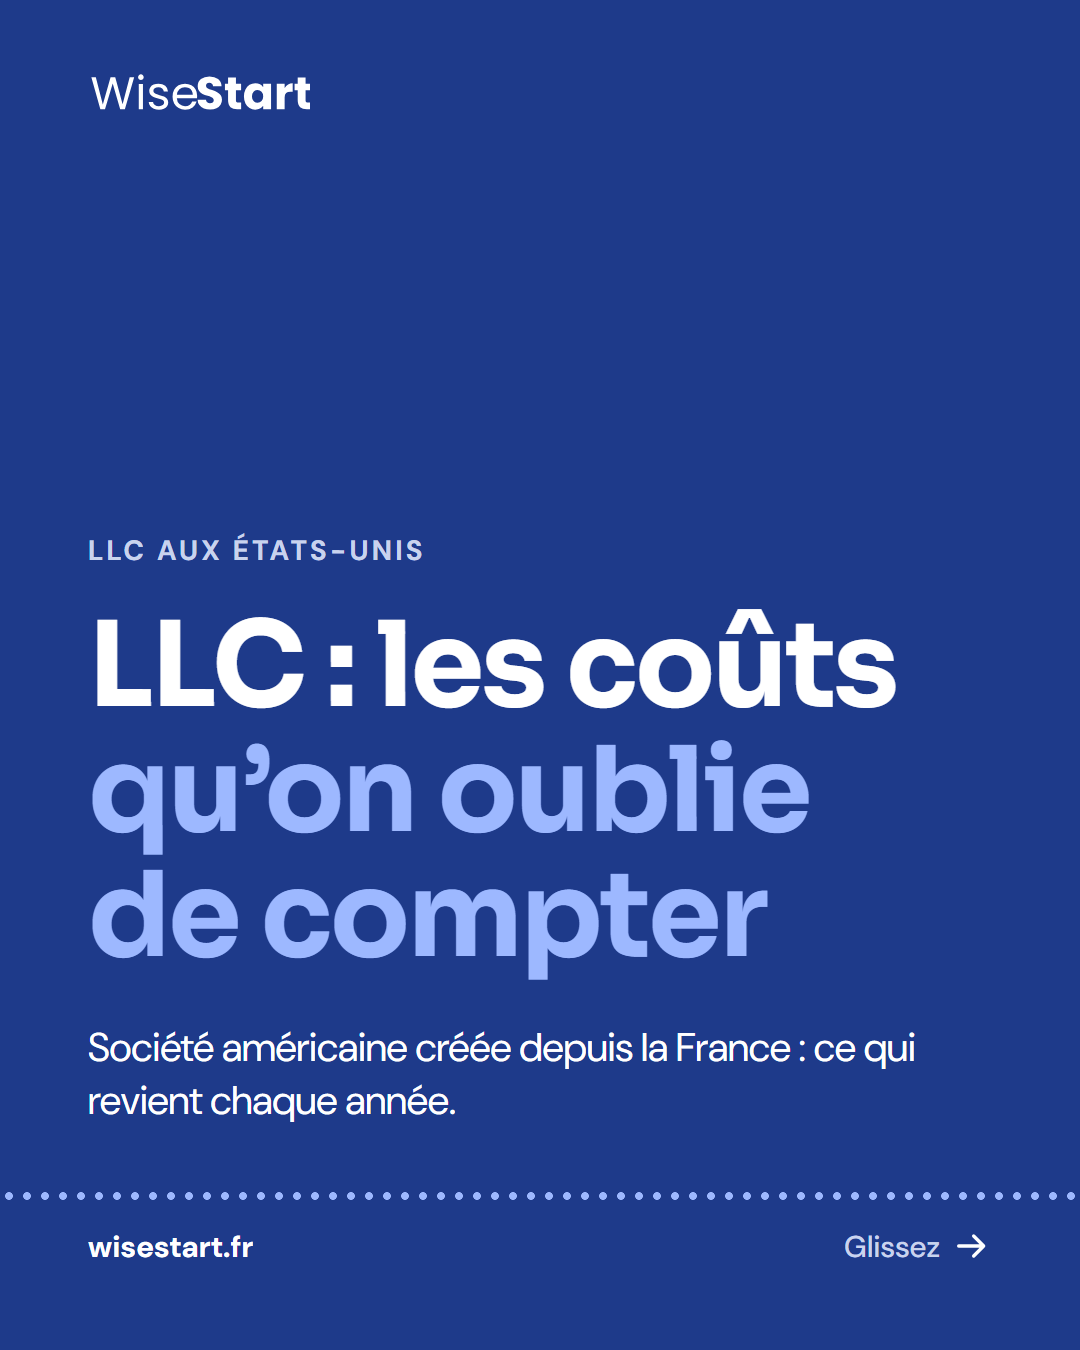 WiseStart
LLC AUX ÉTATS-UNIS
LLC : les coûts
qu’on oublie
de compter
Société américaine créée depuis la France : ce qui
revient chaque année.
wisestart.fr
Glissez →